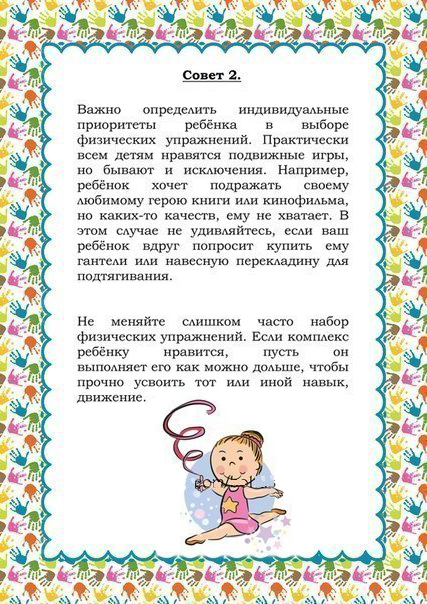 Совет 2.
Важно определить индивидуальные
приоритеты ребёнка в выборе
физических упражнений. Практически
всем детям нравятся подвижные игры,
но бывают и исключения. Например,
ребёнок хочет подражать своему
любимому герою книги или кинофильма,
но каких-то качеств, ему не хватает. В
этом случае не удивляйтесь, если ваш
ребёнок вдруг попросит купить ему
гантели или навесную перекладину для
подтягивания.
Не меняйте слишком часто набор
физических упражнений. Если комплекс
ребёнку нравится, пусть он
выполняет его как можно дольше, чтобы
прочно усвоить тот или иной навык,
движение.